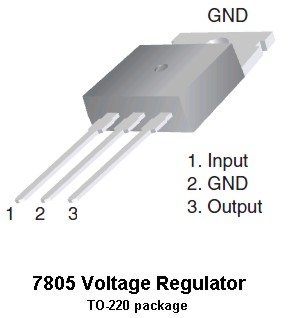 GND
1. Input
2. GND
3. Output
1 2 3
7805 Voltage Regulator
TO-220 package